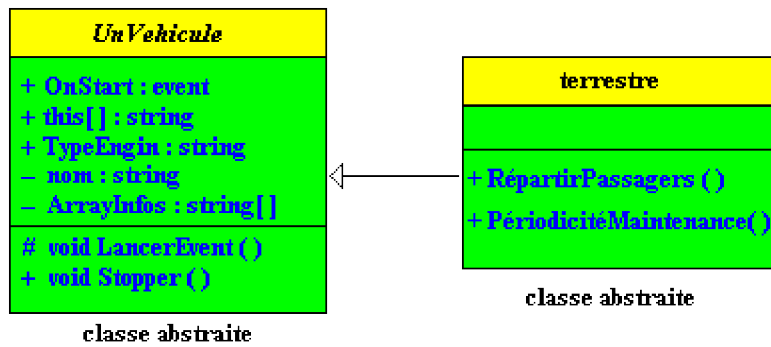 UnVehicule
+ OnStart : event
+ this[] : string
+ TypeEngin : string
– nom : string
– ArrayInfos : string[]
# void LancerEvent ( )
+ void Stopper ( )
classe abstraite
terrestre
+ RépartirPassagers ( )
+ PériodicitéMaintenance()
classe abstraite